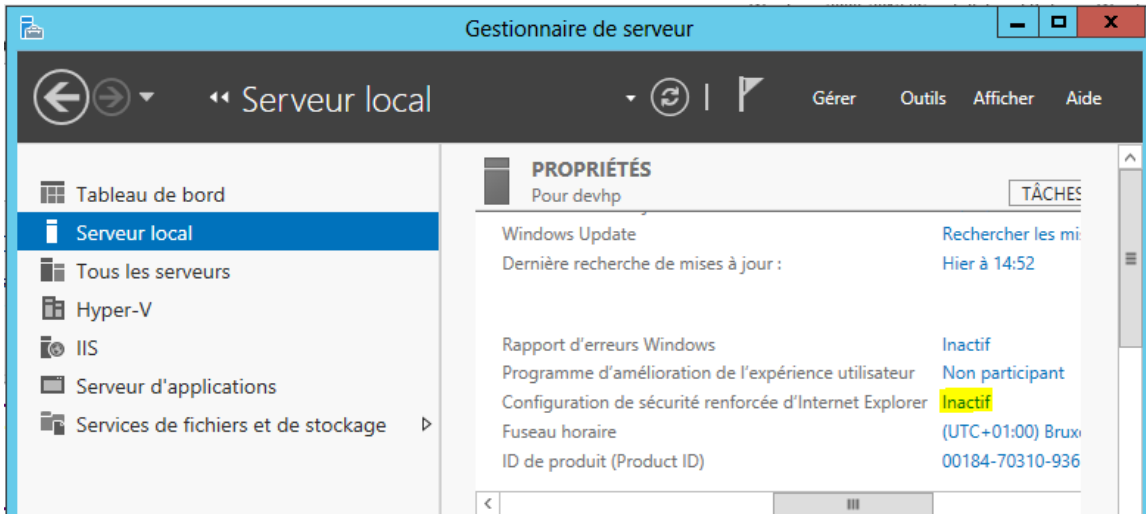 Gestionnaire de serveur
Serveur local
Gérer Outils Afficher Aide
Tableau de bord
Serveur local
Tous les serveurs
Hyper-V
IIS
Serveur d'applications
Services de fichiers et de stockage
PROPRIÉTÉS
Pour devhp
TÂCHES
Windows Update Rechercher les mi
Dernière recherche de mises à jour : Hier à 14:52
Rapport d'erreurs Windows Inactif
Programme d'amélioration de l'expérience utilisateur Non participant
Configuration de sécurité renforcée d'Internet Explorer Inactif
Fuseau horaire (UTC+01:00) Brux
ID de produit (Product ID) 00184-70310-936